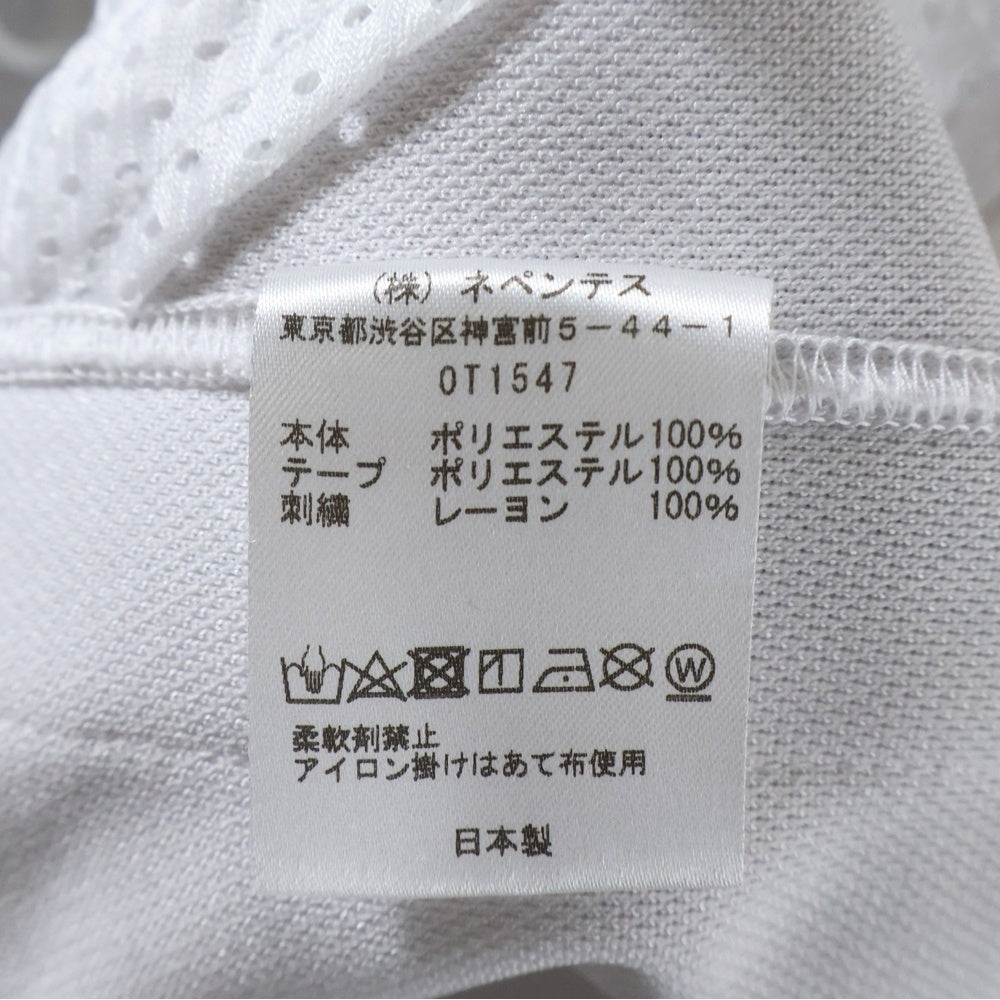 (株) ネペンテス
東京都渋谷区神宮前5-44-1
OT1547
本体 ポリエステル100%
テープ ポリエステル100%
刺繍 レーヨン 100%
1 W
柔軟剤禁止
アイロン掛けはあて布使用
日本製